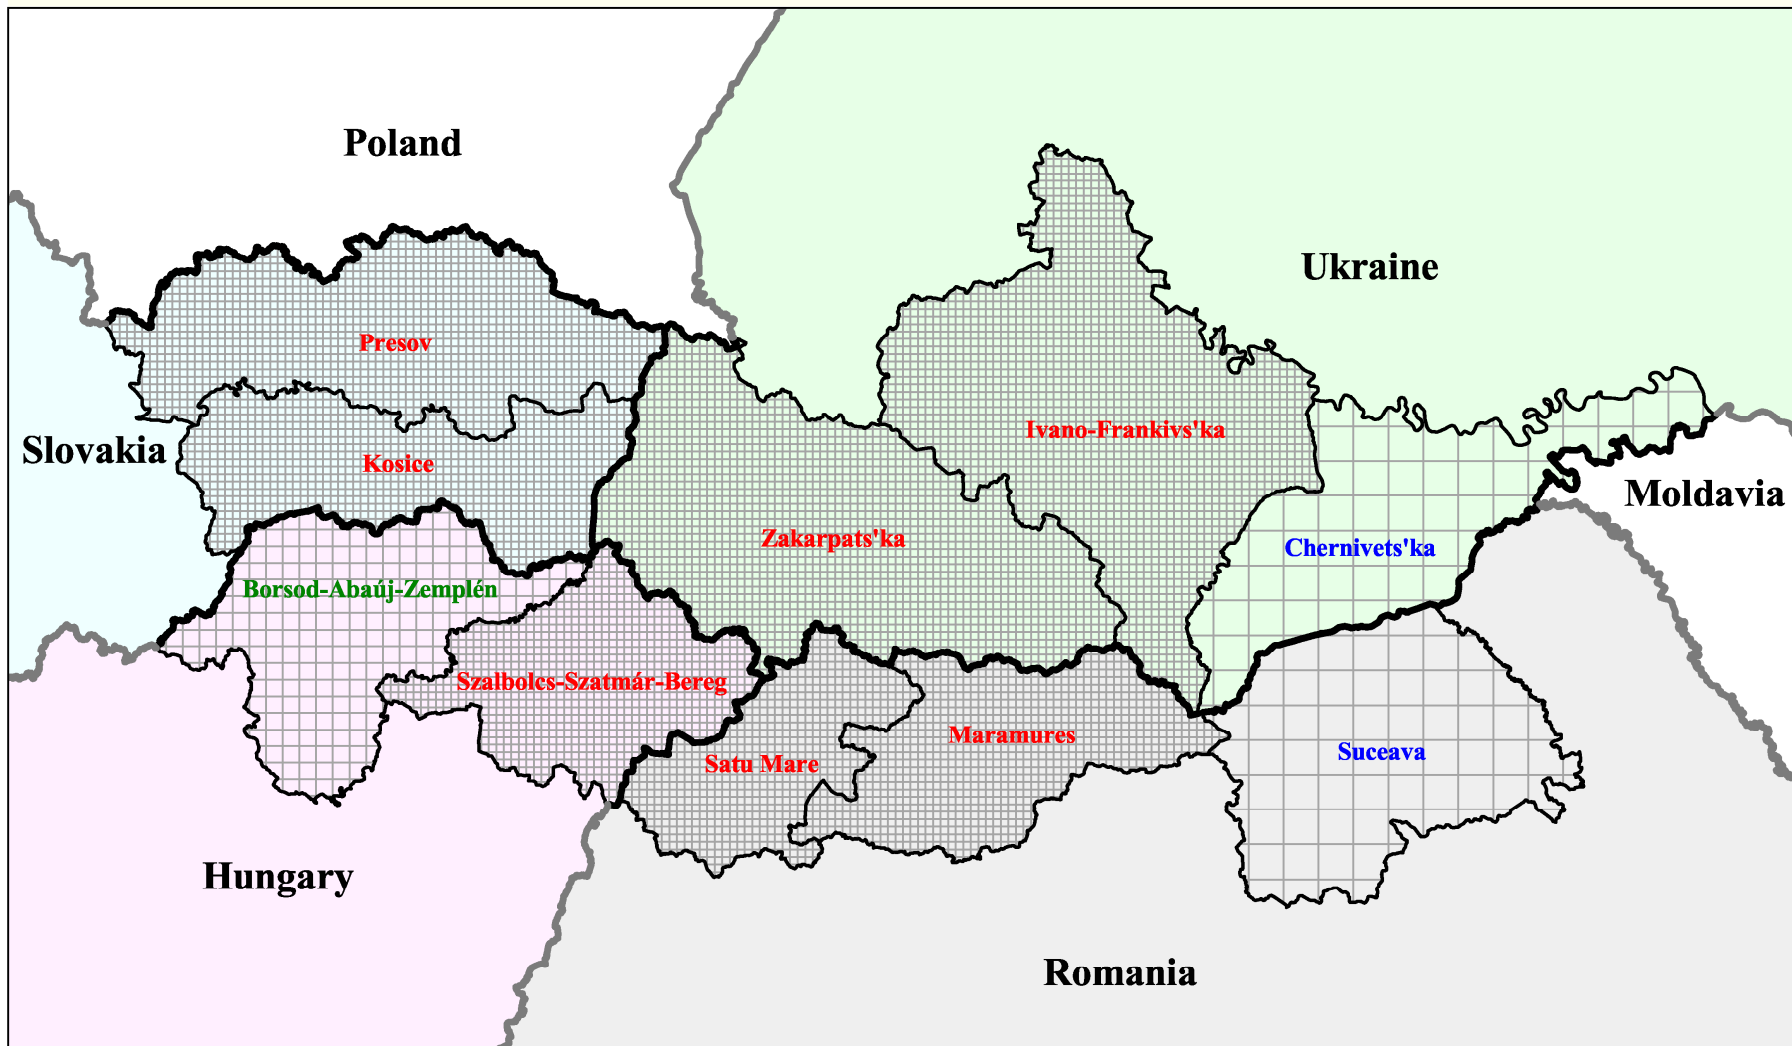 Poland
Ukraine
Presov
Ivano-Frankivs'ka
Slovakia
Kosice
Moldavia
Zakarpats'ka
Chernivets'ka
Borsod-Abaúj-Zemplén
Szalbolcs-Szatmár-Bereg
Maramures
Suceava
Satu Mare
Hungary
Romania